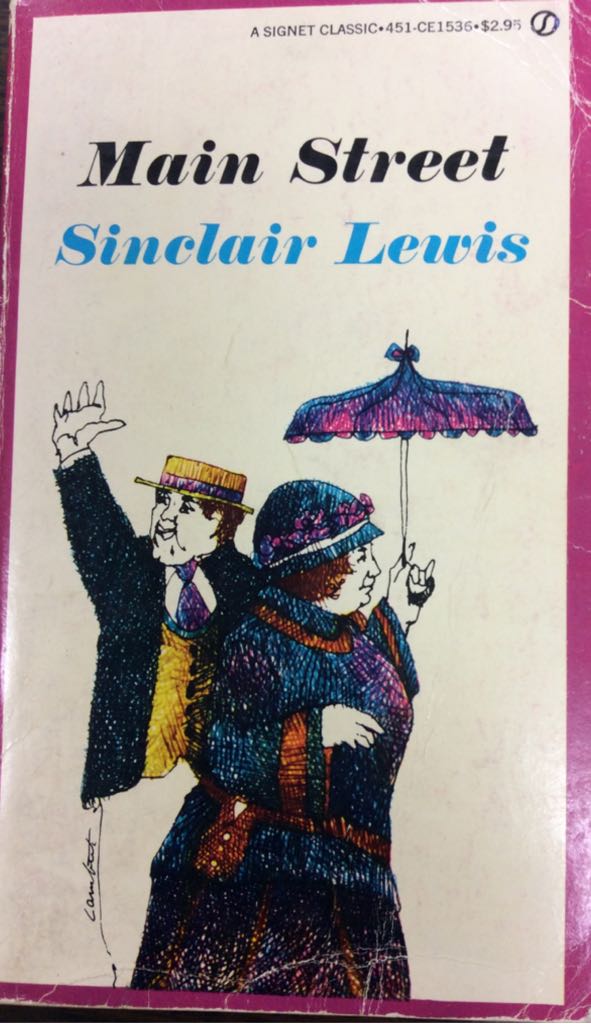 A SIGNET CLASSIC•451-CE1536•$2.95
Main Street
Sinclair Lewis